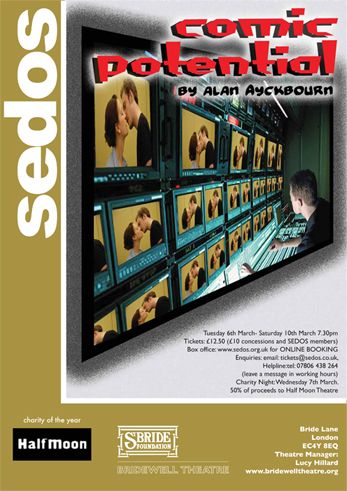 sedos
comic
potential
BY ALAN AYCKBOURN
Tuesday 6th March- Saturday 10th March 7.30pm
Tickets: £12.50 (£10 concessions and SEDOS members)
Box office: www.sedos.org.uk for ONLINE BOOKING
Enquiries: email: tickets@sedos.co.uk,
Helpline:tel: 07806 438 264
(leave a message in working hours)
Charity Night: Wednesday 7th March.
50% of proceeds to Half Moon Theatre
charity of the year
HalfMoon
ST BRIDE
FOUNDATION
BRIDEWELL THEATRE
Bride Lane
London
EC4Y 8EQ
Theatre Manager:
Lucy Hillard
www.bridewelltheatre.org